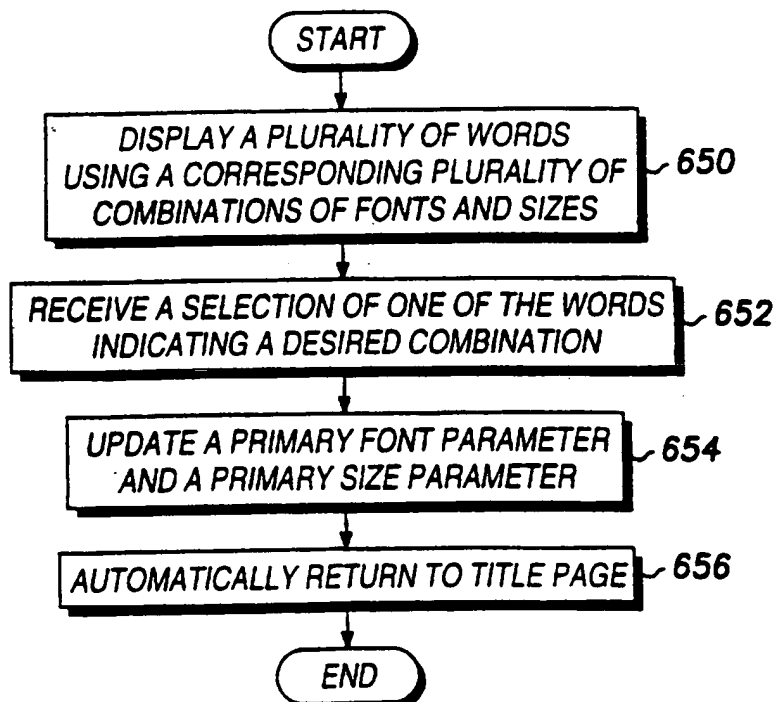 START
DISPLAY A PLURALITY OF WORDS
USING A CORRESPONDING PLURALITY OF
COMBINATIONS OF FONTS AND SIZES
650
RECEIVE A SELECTION OF ONE OF THE WORDS
INDICATING A DESIRED COMBINATION
652
UPDATE A PRIMARY FONT PARAMETER
AND A PRIMARY SIZE PARAMETER
654
AUTOMATICALLY RETURN TO TITLE PAGE
656
END